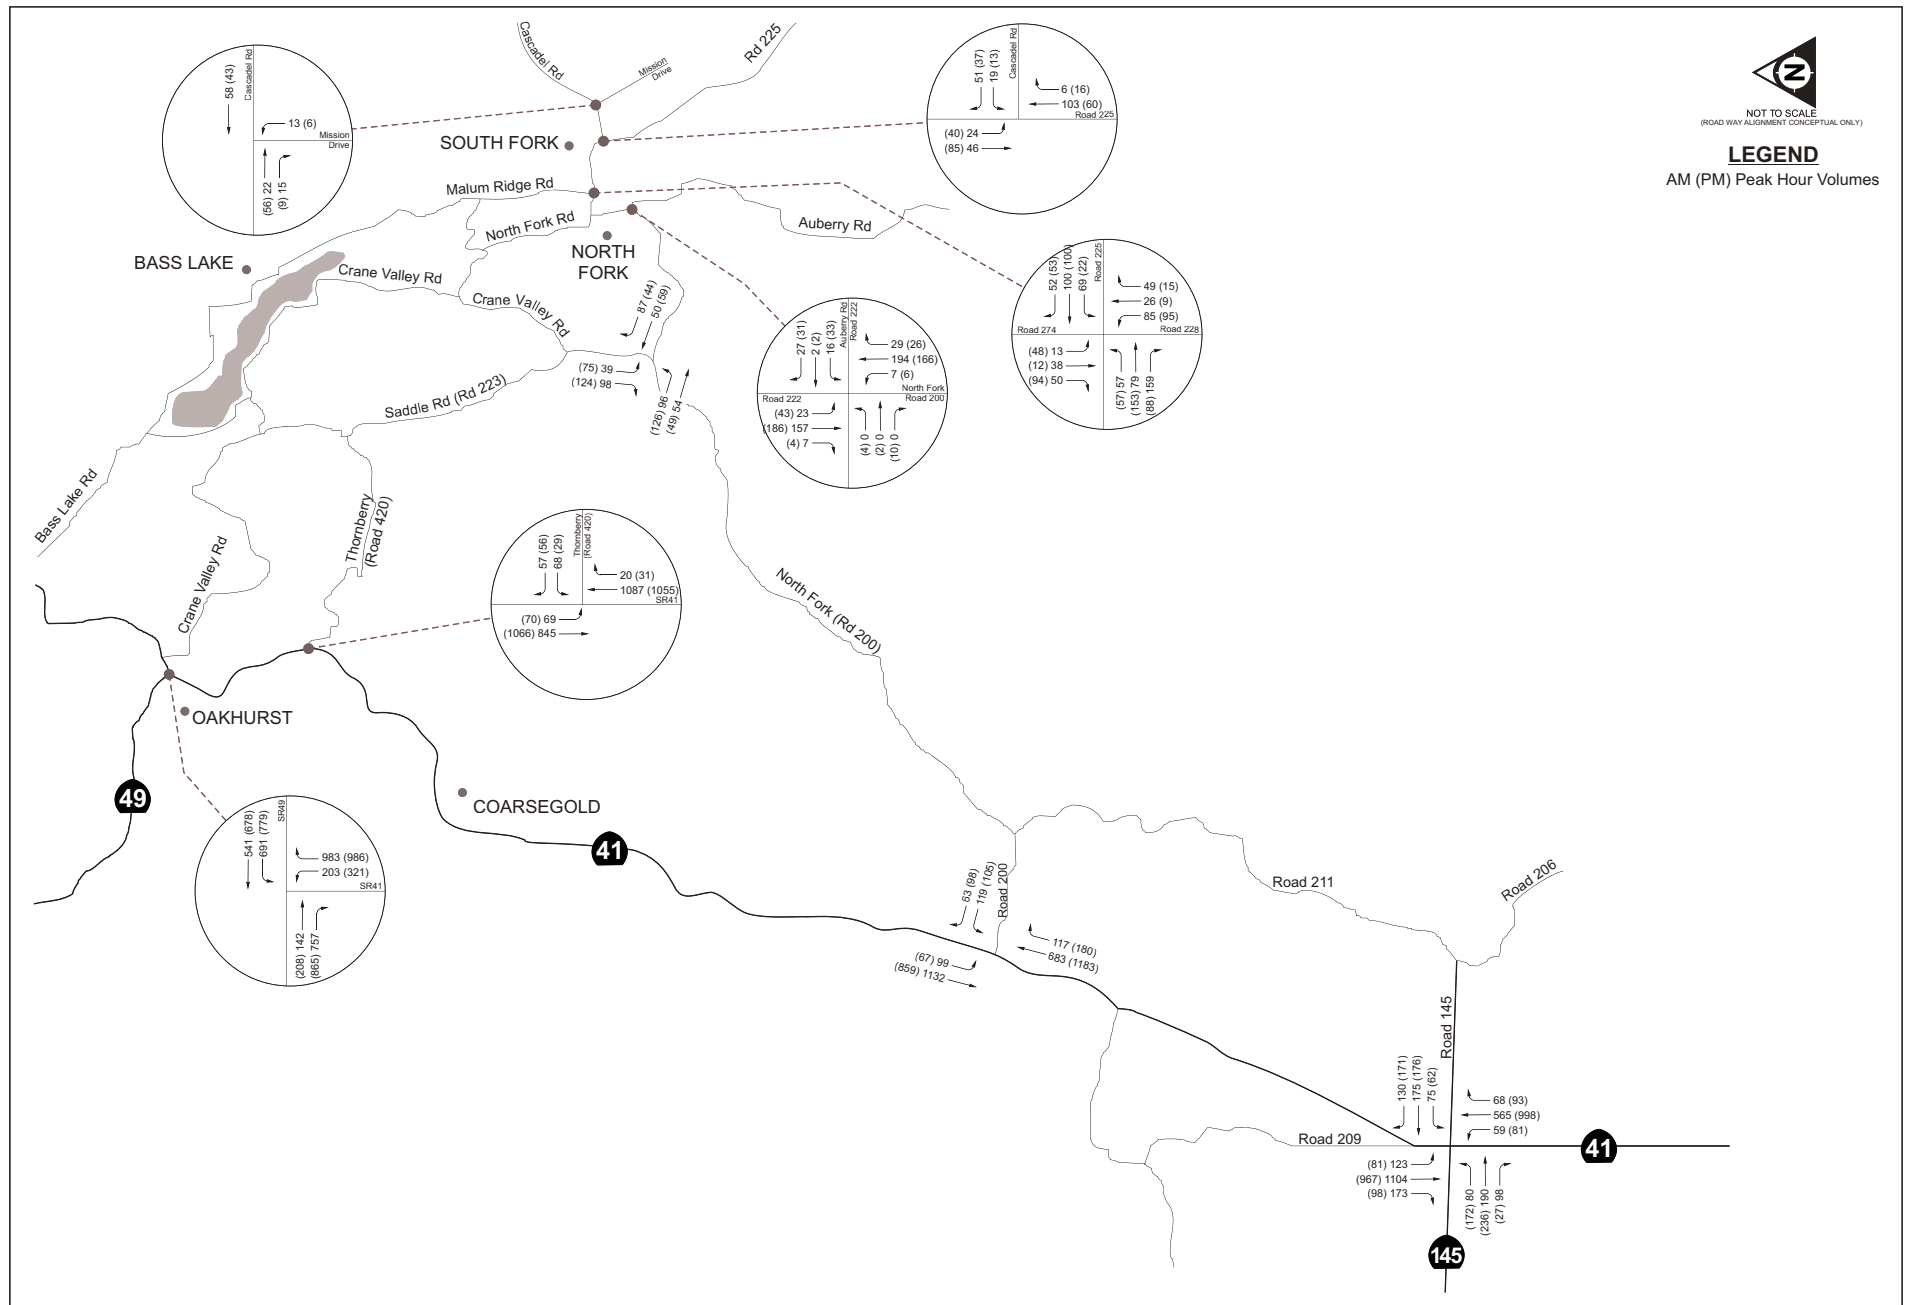 N
NOT TO SCALE
(ROAD WAY ALIGNMENT CONCEPTUAL ONLY)
LEGEND
AM (PM) Peak Hour Volumes
58 (43)
Cascadel Rd
13 (6)
Mission
Drive
(56) 22
(9) 15
Cascadel Rd
Mission
Drive
Rd 225
51 (37)
19 (13)
Cascadel Rd
6 (16)
103 (60)
Road 225
(40) 24
(85) 46
SOUTH FORK
Malum Ridge Rd
North Fork Rd
NORTH
FORK
Auberry Rd
BASS LAKE
Crane Valley Rd
Crane Valley Rd
87 (44)
50 (59)
(75) 39
(124) 98
(126) 96
(49) 54
Saddle Rd (Rd 223)
52 (53)
100 (100)
69 (22)
Road 225
49 (15)
26 (9)
85 (95)
Road 274
Road 228
(48) 13
(12) 38
(94) 50
(57) 57
(153) 79
(88) 159
27 (31)
2 (2)
16 (33)
Auberry Rd
Road 222
29 (26)
194 (166)
7 (6)
North Fork
Road 200
Road 222
(43) 23
(186) 157
(4) 7
(4) 0
(2) 0
(10) 0
Bass Lake Rd
Crane Valley Rd
Thornberry
(Road 420)
57 (56)
68 (29)
Thornberry
(Road 420)
20 (31)
1087 (1055)
SR41
(70) 69
(1066) 845
North Fork (Rd 200)
OAKHURST
49
COARSEGOLD
41
541 (678)
691 (779)
SR49
983 (986)
203 (321)
SR41
(208) 142
(865) 757
63 (98)
119 (105)
Road 200
117 (180)
683 (1183)
(67) 99
(859) 1132
Road 211
Road 206
Road 145
130 (171)
175 (176)
75 (62)
68 (93)
565 (998)
59 (81)
Road 209
41
(81) 123
(967) 1104
(98) 173
(172) 80
(236) 190
(27) 98
145